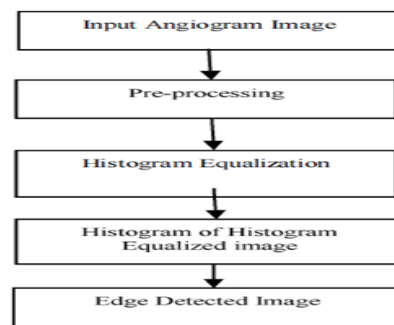 Input Angiogram Image
Pre-processing
Histogram Equalization
Histogram of Histogram
Equalized image
Edge Detected Image